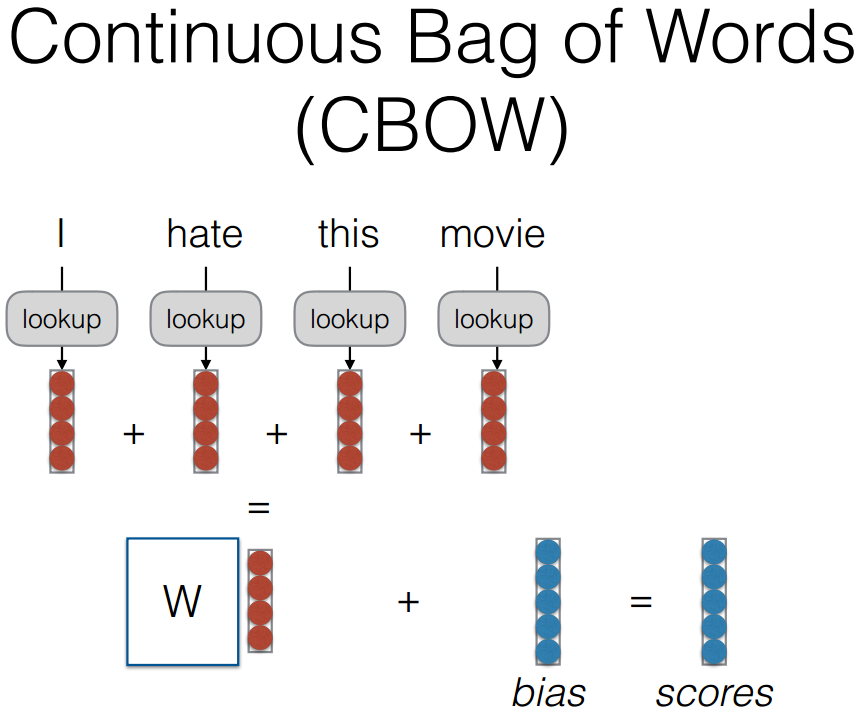 Continuous Bag of Words
(CBOW)
I hate this movie
lookup lookup lookup lookup
+ + +
=
W + =
bias scores